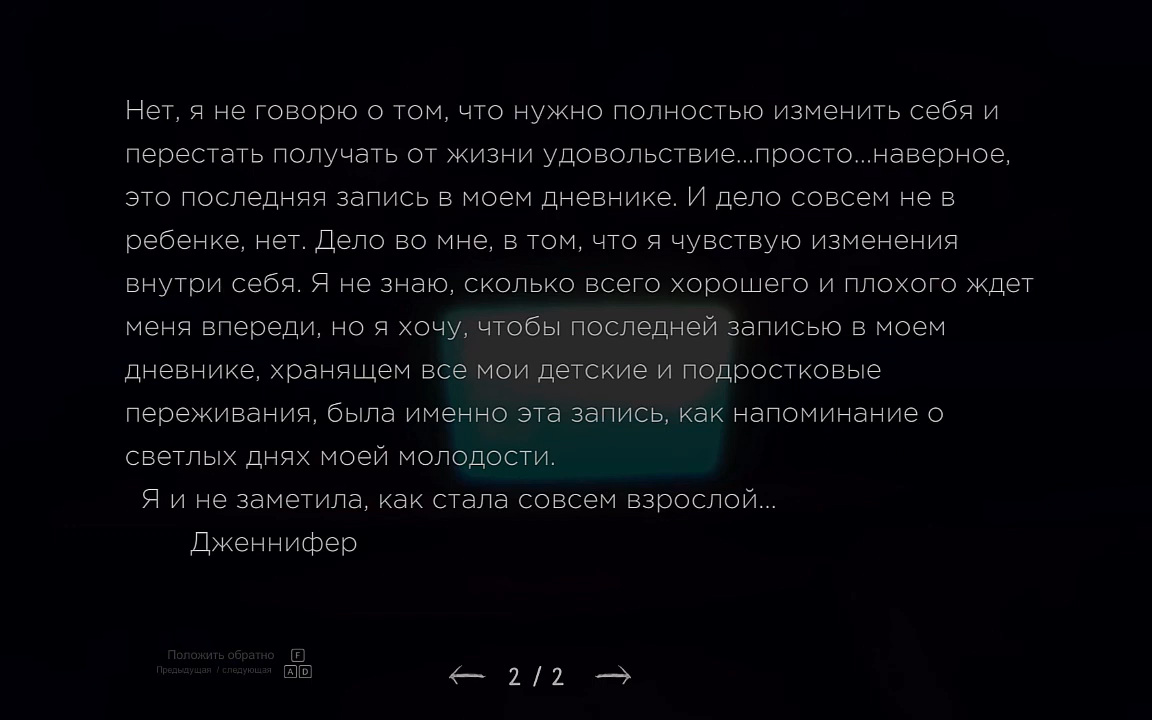 Нет, я не говорю о том, что нужно полностью изменить себя и
перестать получать от жизни удовольствие...просто...наверное,
это последняя запись в моем дневнике. И дело совсем не в
ребенке, нет. Дело во мне, в том, что я чувствую изменения
внутри себя. Я не знаю, сколько всего хорошего и плохого ждет
меня впереди, но я хочу, чтобы последней записью в моем
дневнике, хранящем все мои детские и подростковые
переживания, была именно эта запись, как напоминание о
светлых днях моей молодости.
Я и не заметила, как стала совсем взрослой...
Дженнифер
Положить обратно F
Предыдущая / следующая A D
2 / 2